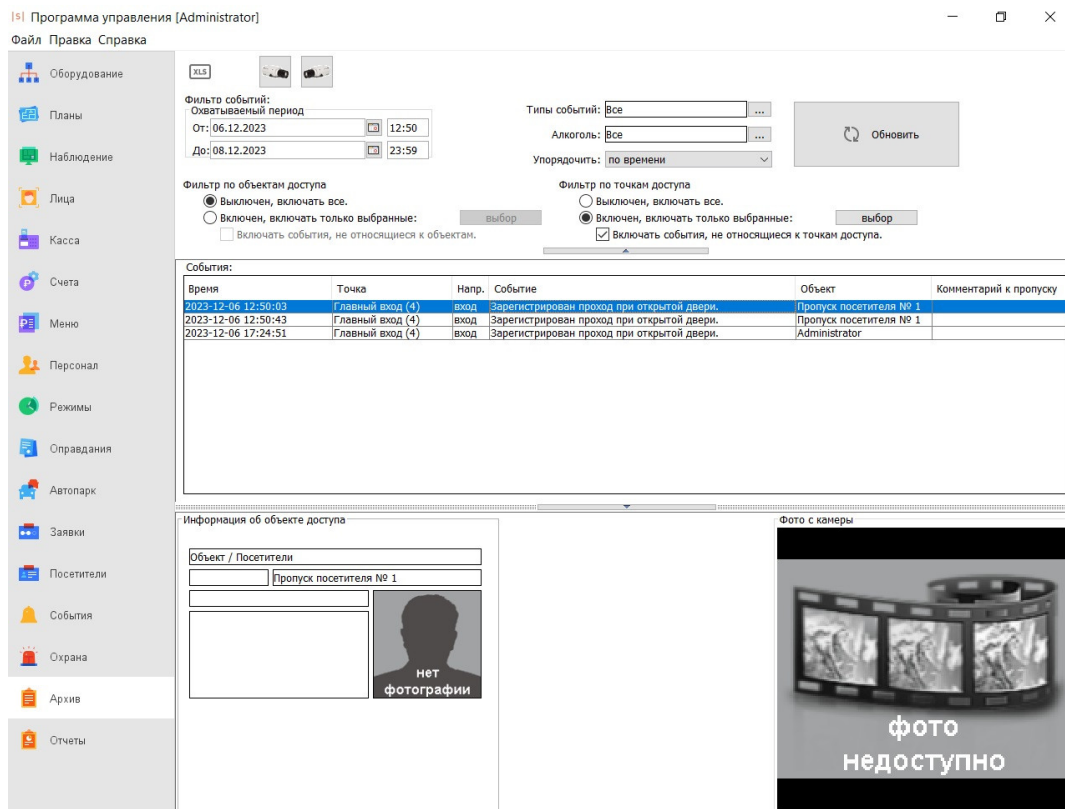 |s| Программа управления [Administrator]
Файл Правка Справка
Оборудование
Планы
Наблюдение
Лица
Касса
Счета
Меню
Персонал
Режимы
Оправдания
Автопарк
Заявки
Посетители
События
Охрана
Архив
Отчеты
XLS
Фильтр событий:
Охватываемый период
От: 06.12.2023 12:50
До: 08.12.2023 23:59
Типы событий: Все ...
Алкоголь: Все ...
Упорядочить: по времени
Обновить
Фильтр по объектам доступа
Выключен, включать все.
Включен, включать только выбранные: выбор
Включать события, не относящиеся к объектам.
Фильтр по точкам доступа
Выключен, включать все.
Включен, включать только выбранные: выбор
Включать события, не относящиеся к точкам доступа.
События:
Время Точка Напр. Событие Объект Комментарий к пропуску
2023-12-06 12:50:03 Главный вход (4) вход Зарегистрирован проход при открытой двери. Пропуск посетителя № 1
2023-12-06 12:50:43 Главный вход (4) вход Зарегистрирован проход при открытой двери. Пропуск посетителя № 1
2023-12-06 17:24:51 Главный вход (4) вход Зарегистрирован проход при открытой двери. Administrator
Информация об объекте доступа
Объект / Посетители
Пропуск посетителя № 1
нет
фотографии
Фото с камеры
фото
недоступно